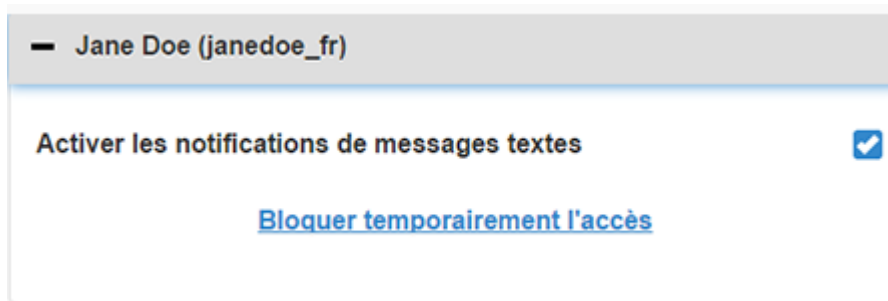 Jane Doe (janedoe_fr)
Activer les notifications de messages textes
Bloquer temporairement l'accès